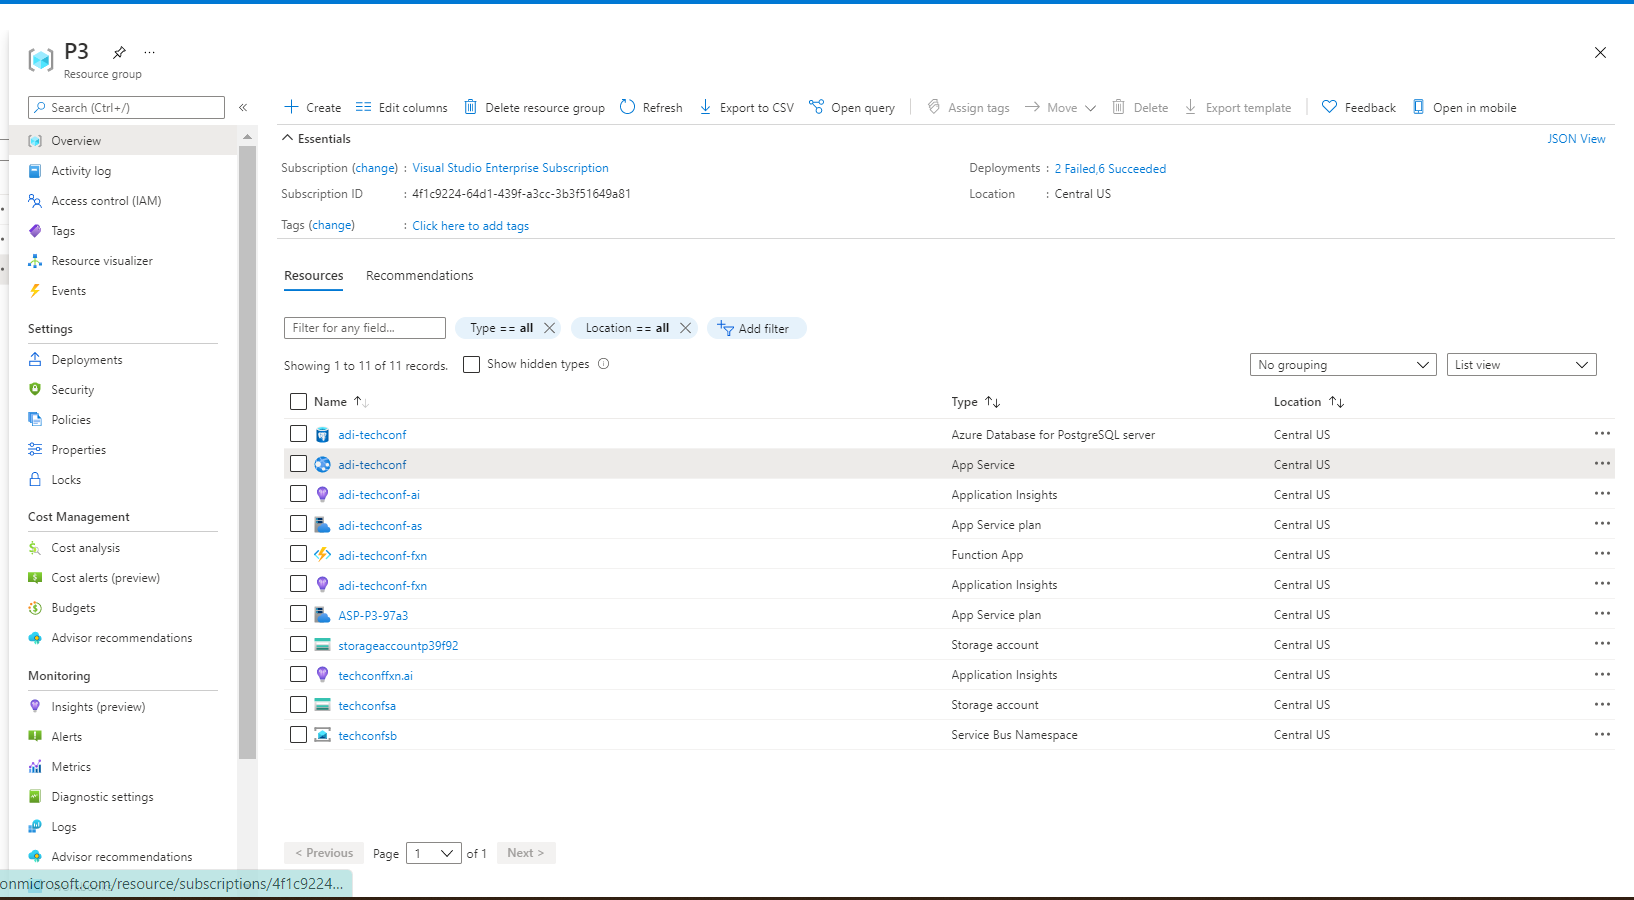 P3
Resource group
Search (Ctrl+/)
«
Overview
Activity log
Access control (IAM)
Tags
Resource visualizer
Events
Settings
Deployments
Security
Policies
Properties
Locks
Cost Management
Cost analysis
Cost alerts (preview)
Budgets
Advisor recommendations
Monitoring
Insights (preview)
Alerts
Metrics
Diagnostic settings
Logs
Advisor recommendations
onmicrosoft.com/resource/subscriptions/4f1c9224...
Create Edit columns Delete resource group Refresh Export to CSV Open query Assign tags Move Delete Export template Feedback Open in mobile
Essentials JSON View
Subscription (change) : Visual Studio Enterprise Subscription Deployments : 2 Failed,6 Succeeded
Subscription ID : 4f1c9224-64d1-439f-a3cc-3b3f51649a81 Location : Central US
Tags (change) : Click here to add tags
Resources Recommendations
Filter for any field... Type == all Location == all Add filter
Showing 1 to 11 of 11 records. Show hidden types No grouping List view
Name Type Location
adi-techconf Azure Database for PostgreSQL server Central US
adi-techconf App Service Central US
adi-techconf-ai Application Insights Central US
adi-techconf-as App Service plan Central US
adi-techconf-fxn Function App Central US
adi-techconf-fxn Application Insights Central US
ASP-P3-97a3 App Service plan Central US
storageaccountp39f92 Storage account Central US
techconffxn.ai Application Insights Central US
techconfsa Storage account Central US
techconfsb Service Bus Namespace Central US
< Previous Page 1 of 1 Next >